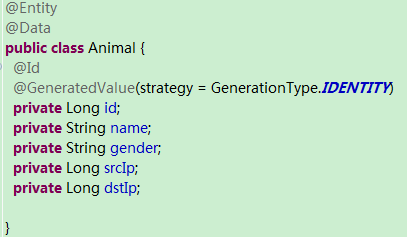 @Entity
@Data
public class Animal {
@Id
@GeneratedValue(strategy = GenerationType.IDENTITY)
private Long id;
private String name;
private String gender;
private Long srcIp;
private Long dstIp;
}